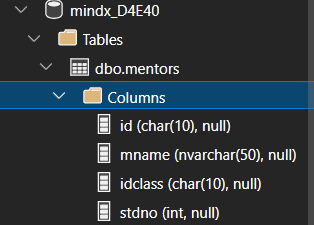 mindx_D4E40
Tables
dbo.mentors
Columns
id (char(10), null)
mname (nvarchar(50), null)
idclass (char(10), null)
stdno (int, null)